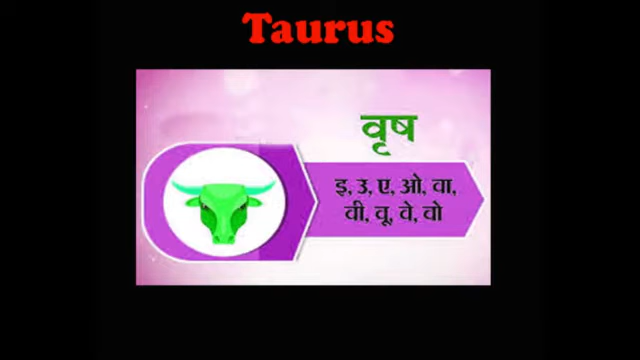 Taurus
वृष
इ, उ, ए, ओ, वा,
वी, वू, वे, वो